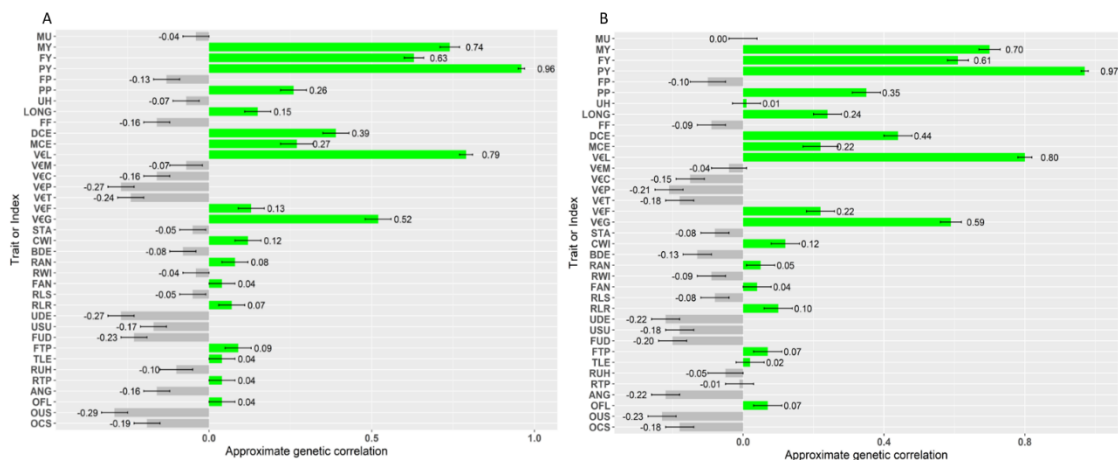 A
Trait or Index
MU -0.04
MY 0.74
FY 0.63
PY 0.96
FP -0.13
PP 0.26
UH -0.07
LONG 0.15
FF -0.16
DCE 0.39
MCE 0.27
V€L 0.79
V€M -0.07
V€C -0.16
V€P -0.27
V€T -0.24
V€F 0.13
V€G 0.52
STA -0.05
CWI 0.12
BDE -0.08
RAN 0.08
RWI -0.04
FAN 0.04
RLS -0.05
RLR 0.07
UDE -0.27
USU -0.17
FUD -0.23
FTP 0.09
TLE 0.04
RUH -0.10
RTP 0.04
ANG -0.16
OFL 0.04
OUS -0.29
OCS -0.19
0.0 0.5 1.0
Approximate genetic correlation
B
Trait or Index
MU 0.00
MY 0.70
FY 0.61
PY 0.97
FP -0.10
PP 0.35
UH 0.01
LONG 0.24
FF -0.09
DCE 0.44
MCE 0.22
V€L 0.80
V€M -0.04
V€C -0.15
V€P -0.21
V€T -0.18
V€F 0.22
V€G 0.59
STA -0.08
CWI 0.12
BDE -0.13
RAN 0.05
RWI -0.09
FAN 0.04
RLS -0.08
RLR 0.10
UDE -0.22
USU -0.18
FUD -0.20
FTP 0.07
TLE 0.02
RUH -0.05
RTP -0.01
ANG -0.22
OFL 0.07
OUS -0.23
OCS -0.18
0.0 0.4 0.8
Approximate genetic correlation